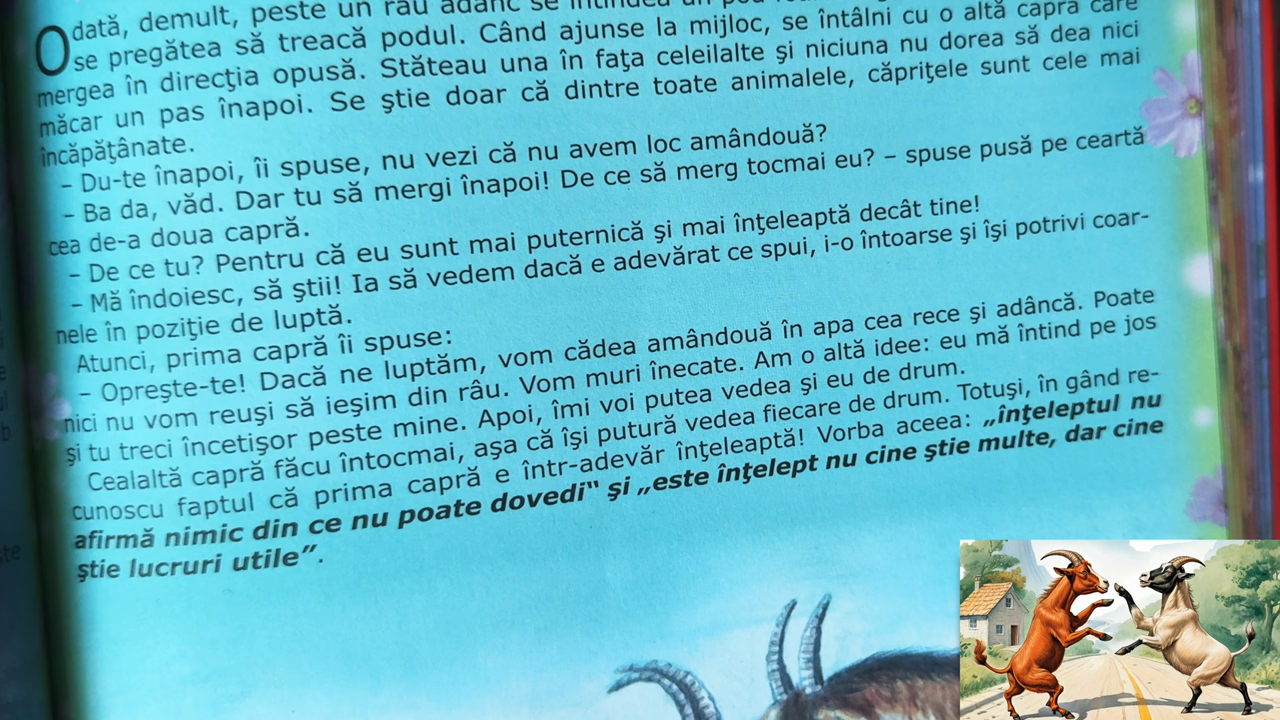 Odată, demult, peste un râu adânc se întindea un
se pregătea să treacă podul. Când ajunse la mijloc, se întâlni cu o altă capră care
mergea în direcţia opusă. Stăteau una în faţa celeilalte şi niciuna nu dorea să dea nici
măcar un pas înapoi. Se ştie doar că dintre toate animalele, căpriţele sunt cele mai
încăpăţânate.
– Du-te înapoi, îi spuse, nu vezi că nu avem loc amândouă?
– Ba da, văd. Dar tu să mergi înapoi! De ce să merg tocmai eu? – spuse pusă pe ceartă
cea de-a doua capră.
– De ce tu? Pentru că eu sunt mai puternică şi mai înţeleaptă decât tine!
– Mă îndoiesc, să ştii! Ia să vedem dacă e adevărat ce spui, i-o întoarse şi îşi potrivi coar-
nele în poziţie de luptă.
Atunci, prima capră îi spuse:
– Opreşte-te! Dacă ne luptăm, vom cădea amândouă în apa cea rece şi adâncă. Poate
nici nu vom reuşi să ieşim din râu. Vom muri înecate. Am o altă idee: eu mă întind pe jos
şi tu treci încetişor peste mine. Apoi, îmi voi putea vedea şi eu de drum.
Cealaltă capră făcu întocmai, aşa că îşi putură vedea fiecare de drum. Totuşi, în gând re-
cunoscu faptul că prima capră e într-adevăr înţeleaptă! Vorba aceea: „înţeleptul nu
afirmă nimic din ce nu poate dovedi“ şi „este înţelept nu cine ştie multe, dar cine
ştie lucruri utile”.